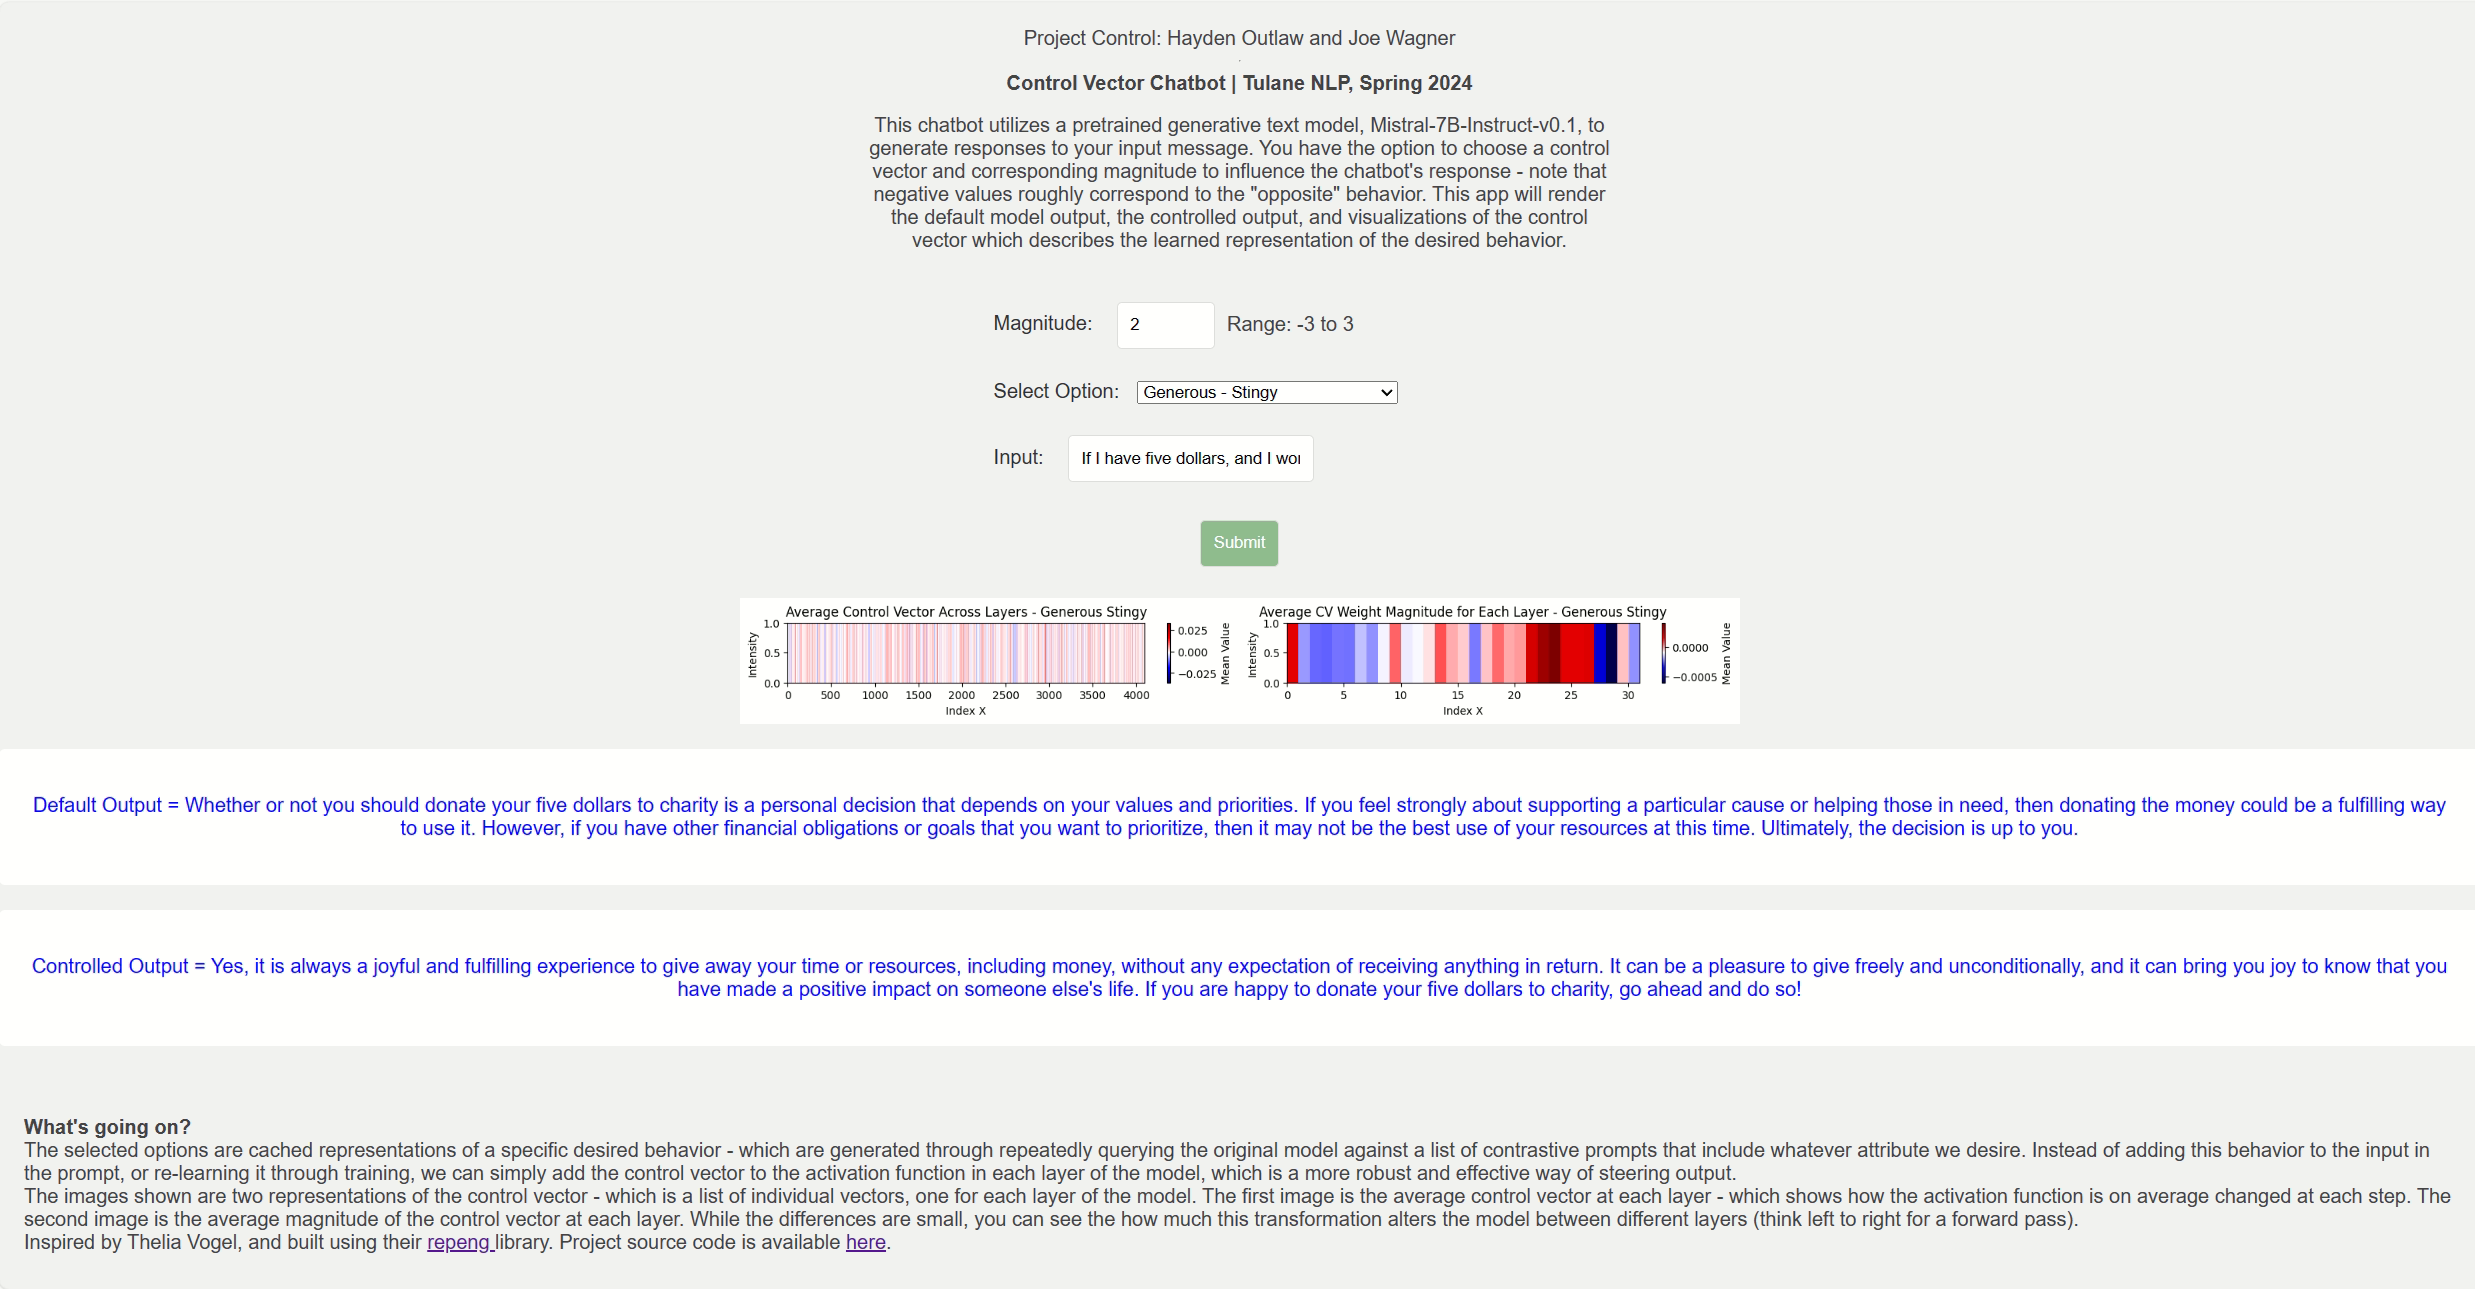 Project Control: Hayden Outlaw and Joe Wagner
Control Vector Chatbot | Tulane NLP, Spring 2024
This chatbot utilizes a pretrained generative text model, Mistral-7B-Instruct-v0.1, to
generate responses to your input message. You have the option to choose a control
vector and corresponding magnitude to influence the chatbot's response - note that
negative values roughly correspond to the "opposite" behavior. This app will render
the default model output, the controlled output, and visualizations of the control
vector which describes the learned representation of the desired behavior.
Magnitude: 2 Range: -3 to 3
Select Option: Generous - Stingy
Input: If I have five dollars, and I wor
Submit
Average Control Vector Across Layers - Generous Stingy
Intensity
1.0
0.5
0.0
0 500 1000 1500 2000 2500 3000 3500 4000
Index X
0.025
0.000
−0.025
Mean Value
Average CV Weight Magnitude for Each Layer - Generous Stingy
Intensity
1.0
0.5
0.0
0 5 10 15 20 25 30
Index X
0.0000
−0.0005
Mean Value
Default Output = Whether or not you should donate your five dollars to charity is a personal decision that depends on your values and priorities. If you feel strongly about supporting a particular cause or helping those in need, then donating the money could be a fulfilling way
to use it. However, if you have other financial obligations or goals that you want to prioritize, then it may not be the best use of your resources at this time. Ultimately, the decision is up to you.
Controlled Output = Yes, it is always a joyful and fulfilling experience to give away your time or resources, including money, without any expectation of receiving anything in return. It can be a pleasure to give freely and unconditionally, and it can bring you joy to know that you
have made a positive impact on someone else's life. If you are happy to donate your five dollars to charity, go ahead and do so!
What's going on?
The selected options are cached representations of a specific desired behavior - which are generated through repeatedly querying the original model against a list of contrastive prompts that include whatever attribute we desire. Instead of adding this behavior to the input in
the prompt, or re-learning it through training, we can simply add the control vector to the activation function in each layer of the model, which is a more robust and effective way of steering output.
The images shown are two representations of the control vector - which is a list of individual vectors, one for each layer of the model. The first image is the average control vector at each layer - which shows how the activation function is on average changed at each step. The
second image is the average magnitude of the control vector at each layer. While the differences are small, you can see the how much this transformation alters the model between different layers (think left to right for a forward pass).
Inspired by Thelia Vogel, and built using their repeng library. Project source code is available here.